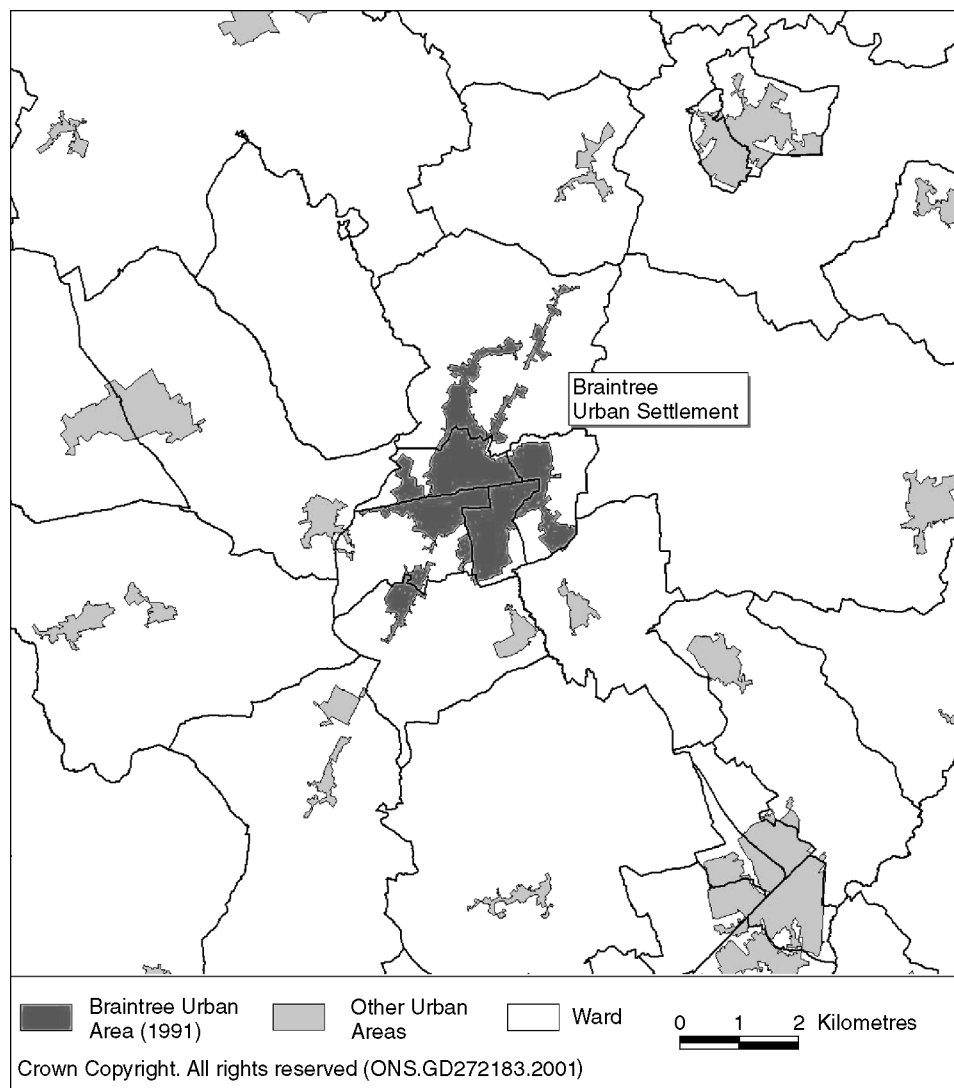 Braintree
Urban Settlement
Braintree Urban
Area (1991)
Other Urban
Areas
Ward
0 1 2 Kilometres
Crown Copyright. All rights reserved (ONS.GD272183.2001)